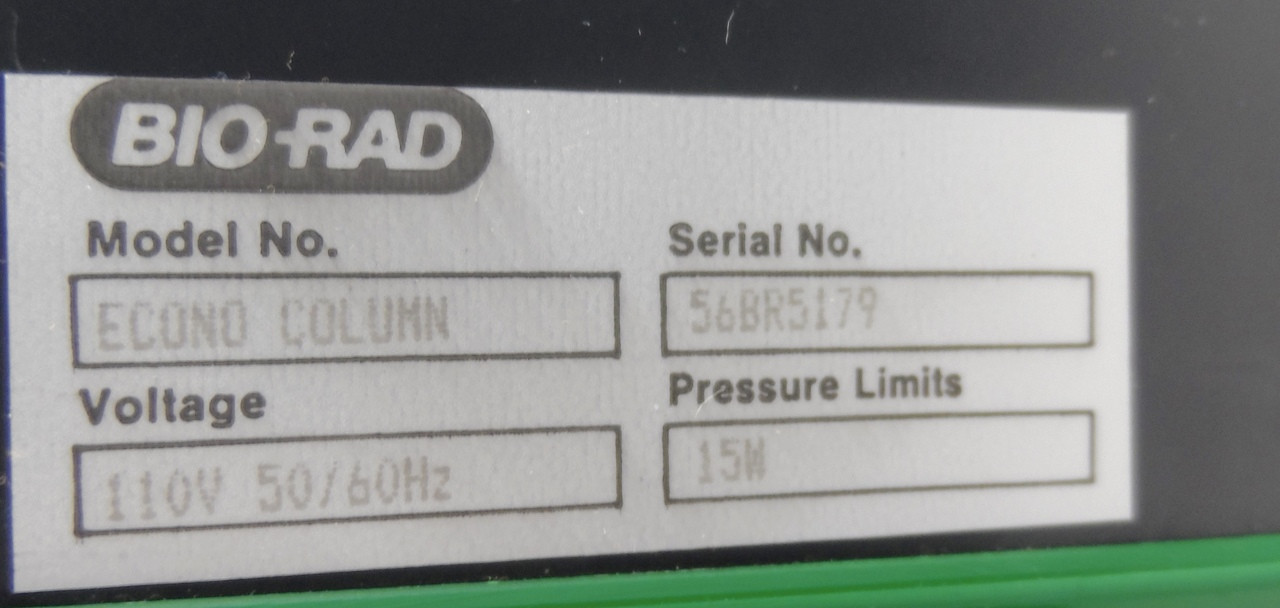 BIO-RAD
Model No. Serial No.
ECONO COLUMN 56BR5179
Voltage Pressure Limits
110V 50/60Hz 15W